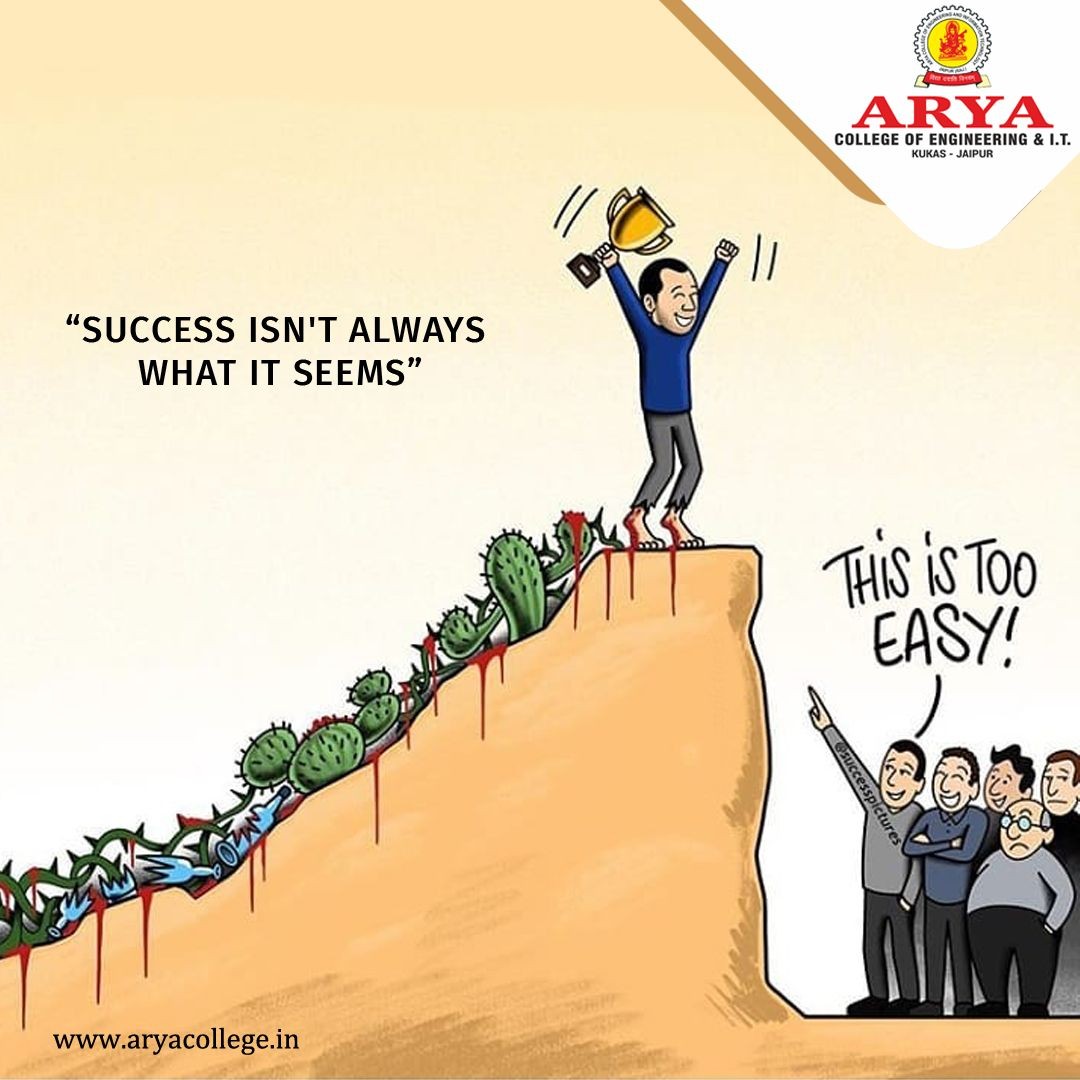 ARYA
COLLEGE OF ENGINEERING & I.T.
KUKAS - JAIPUR
“SUCCESS ISN'T ALWAYS
WHAT IT SEEMS”
THIS IS TOO
EASY!
@successpictures
www.aryacollege.in